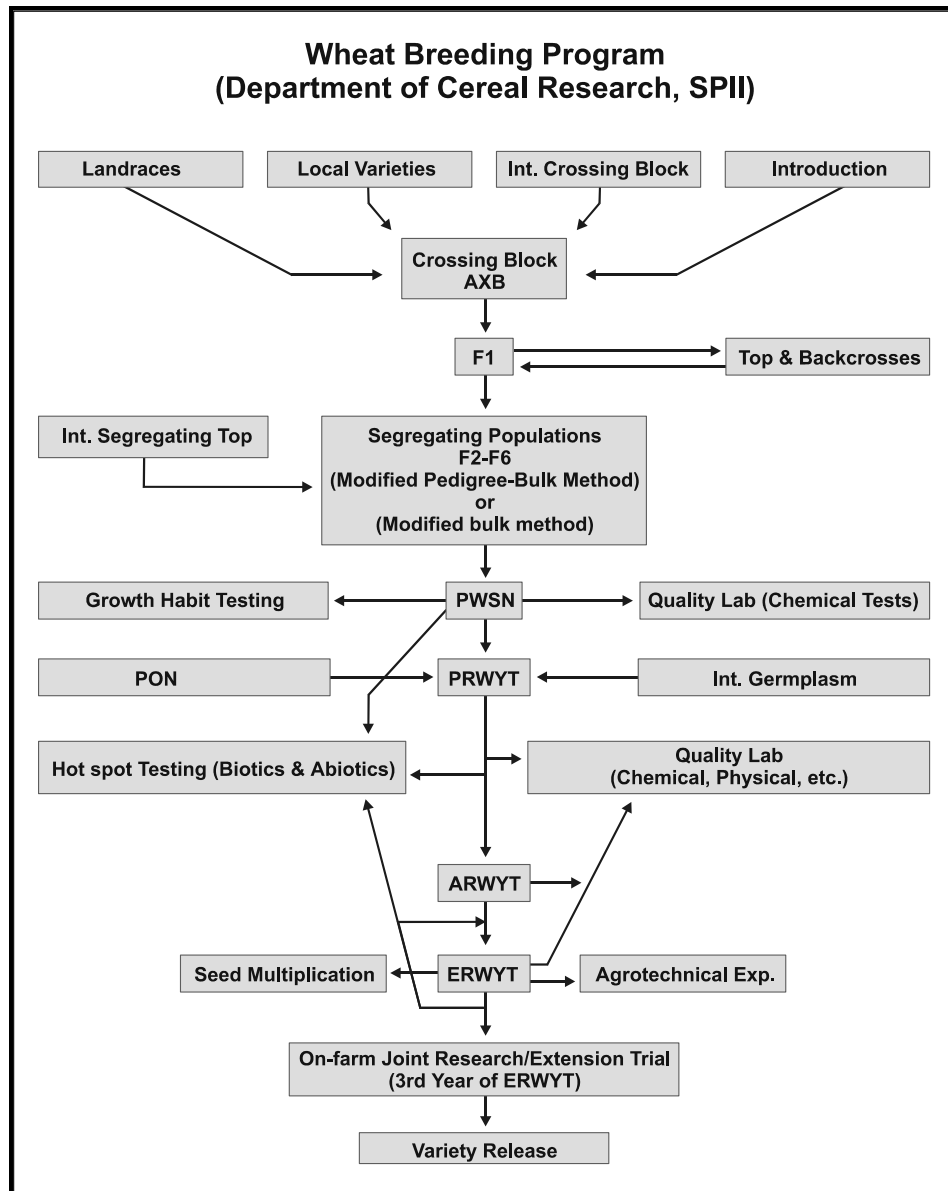 Wheat Breeding Program
(Department of Cereal Research, SPII)
Landraces
Local Varieties
Int. Crossing Block
Introduction
Crossing Block
AXB
F1
Top & Backcrosses
Int. Segregating Top
Segregating Populations
F2-F6
(Modified Pedigree-Bulk Method)
or
(Modified bulk method)
Growth Habit Testing
PWSN
Quality Lab (Chemical Tests)
PON
PRWYT
Int. Germplasm
Hot spot Testing (Biotics & Abiotics)
Quality Lab
(Chemical, Physical, etc.)
ARWYT
Seed Multiplication
ERWYT
Agrotechnical Exp.
On-farm Joint Research/Extension Trial
(3rd Year of ERWYT)
Variety Release